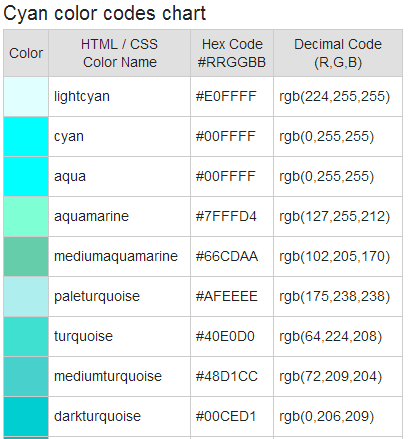 Cyan color codes chart
Color HTML / CSS Color Name Hex Code #RRGGBB Decimal Code (R,G,B)
lightcyan #E0FFFF rgb(224,255,255)
cyan #00FFFF rgb(0,255,255)
aqua #00FFFF rgb(0,255,255)
aquamarine #7FFFD4 rgb(127,255,212)
mediumaquamarine #66CDAA rgb(102,205,170)
paleturquoise #AFEEEE rgb(175,238,238)
turquoise #40E0D0 rgb(64,224,208)
mediumturquoise #48D1CC rgb(72,209,204)
darkturquoise #00CED1 rgb(0,206,209)